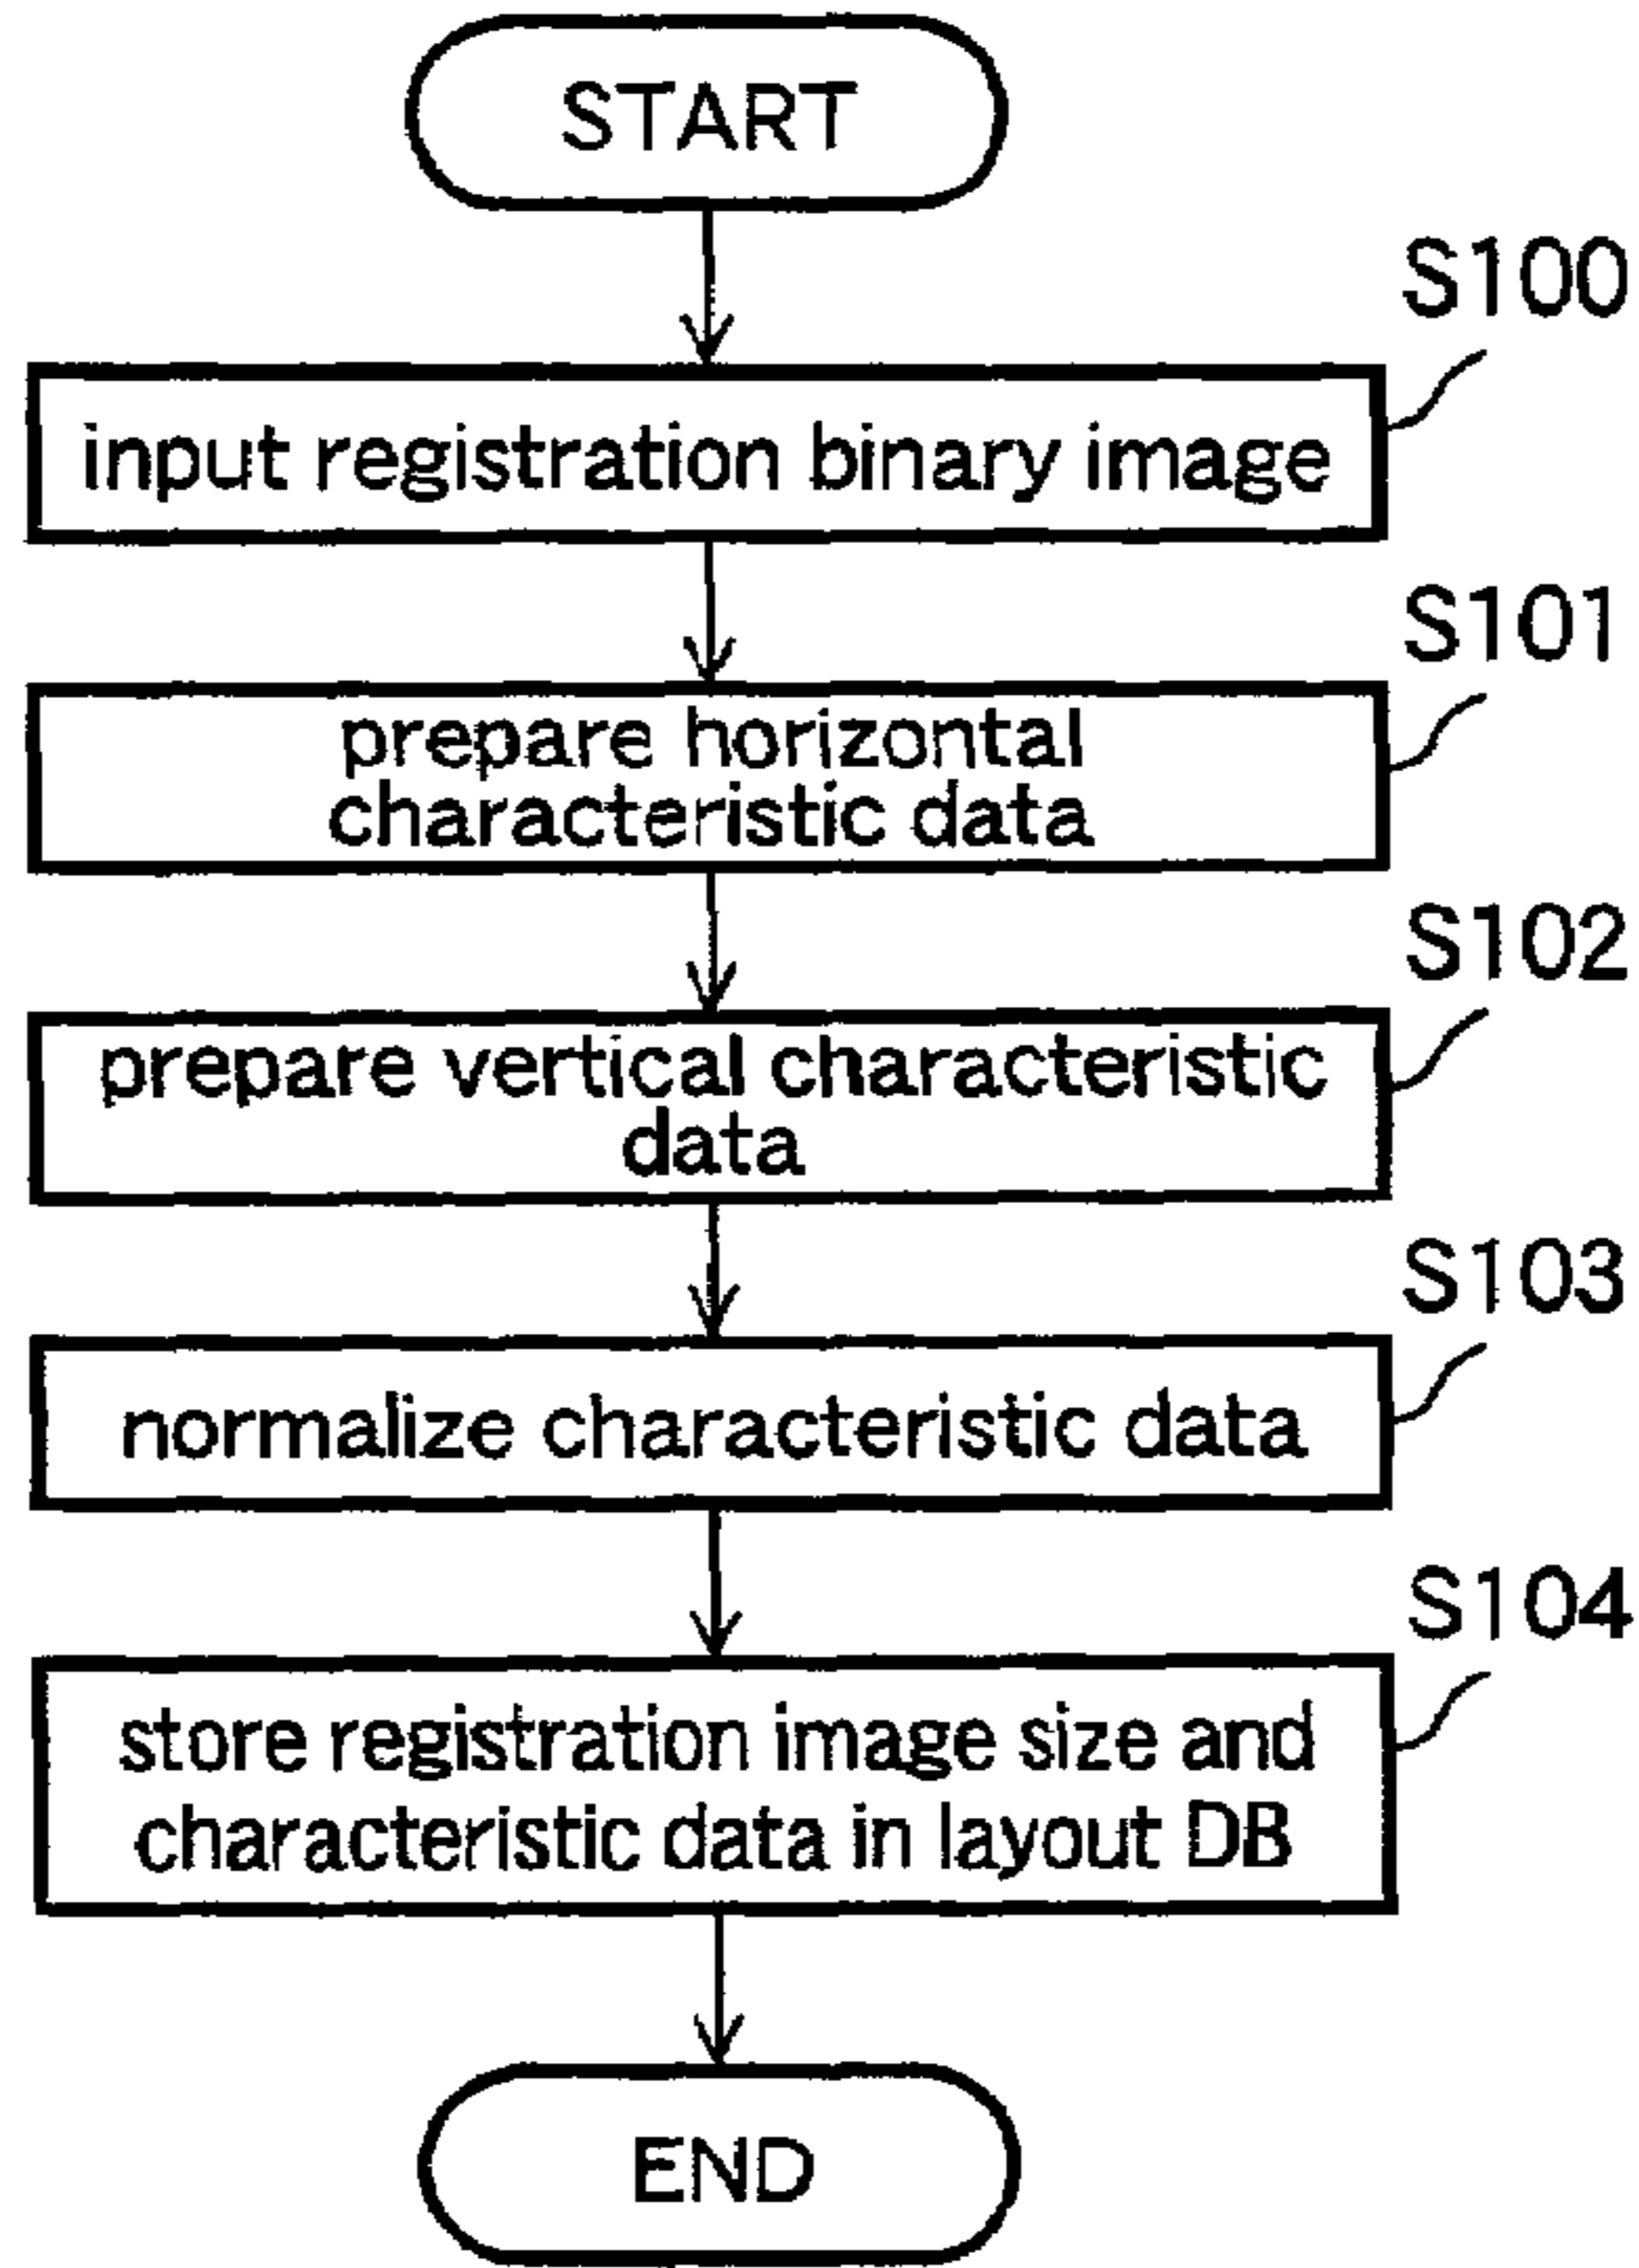 START
S100
input registration binary image
S101
prepare horizontal
characteristic data
S102
prepare vertical characteristic
data
S103
normalize characteristic data
S104
store registration image size and
characteristic data in layout DB
END